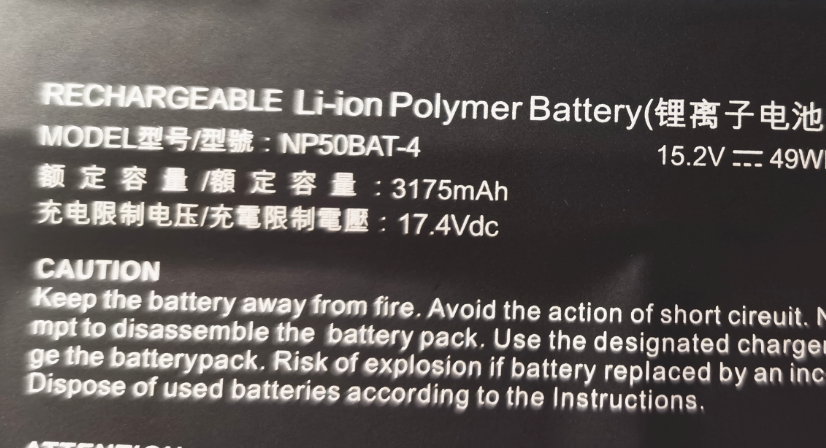 RECHARGEABLE Li-ion Polymer Battery(锂离子电池
MODEL型号/型號：NP50BAT-4
15.2V ⎓ 49W
额 定 容 量 /額 定 容 量 ：3175mAh
充电限制电压/充電限制電壓：17.4Vdc
CAUTION
Keep the battery away from fire. Avoid the action of short cireuit. N
mpt to disassemble the battery pack. Use the designated charger
ge the batterypack. Risk of explosion if battery replaced by an inc
Dispose of used batteries according to the Instructions.
ATTENTION